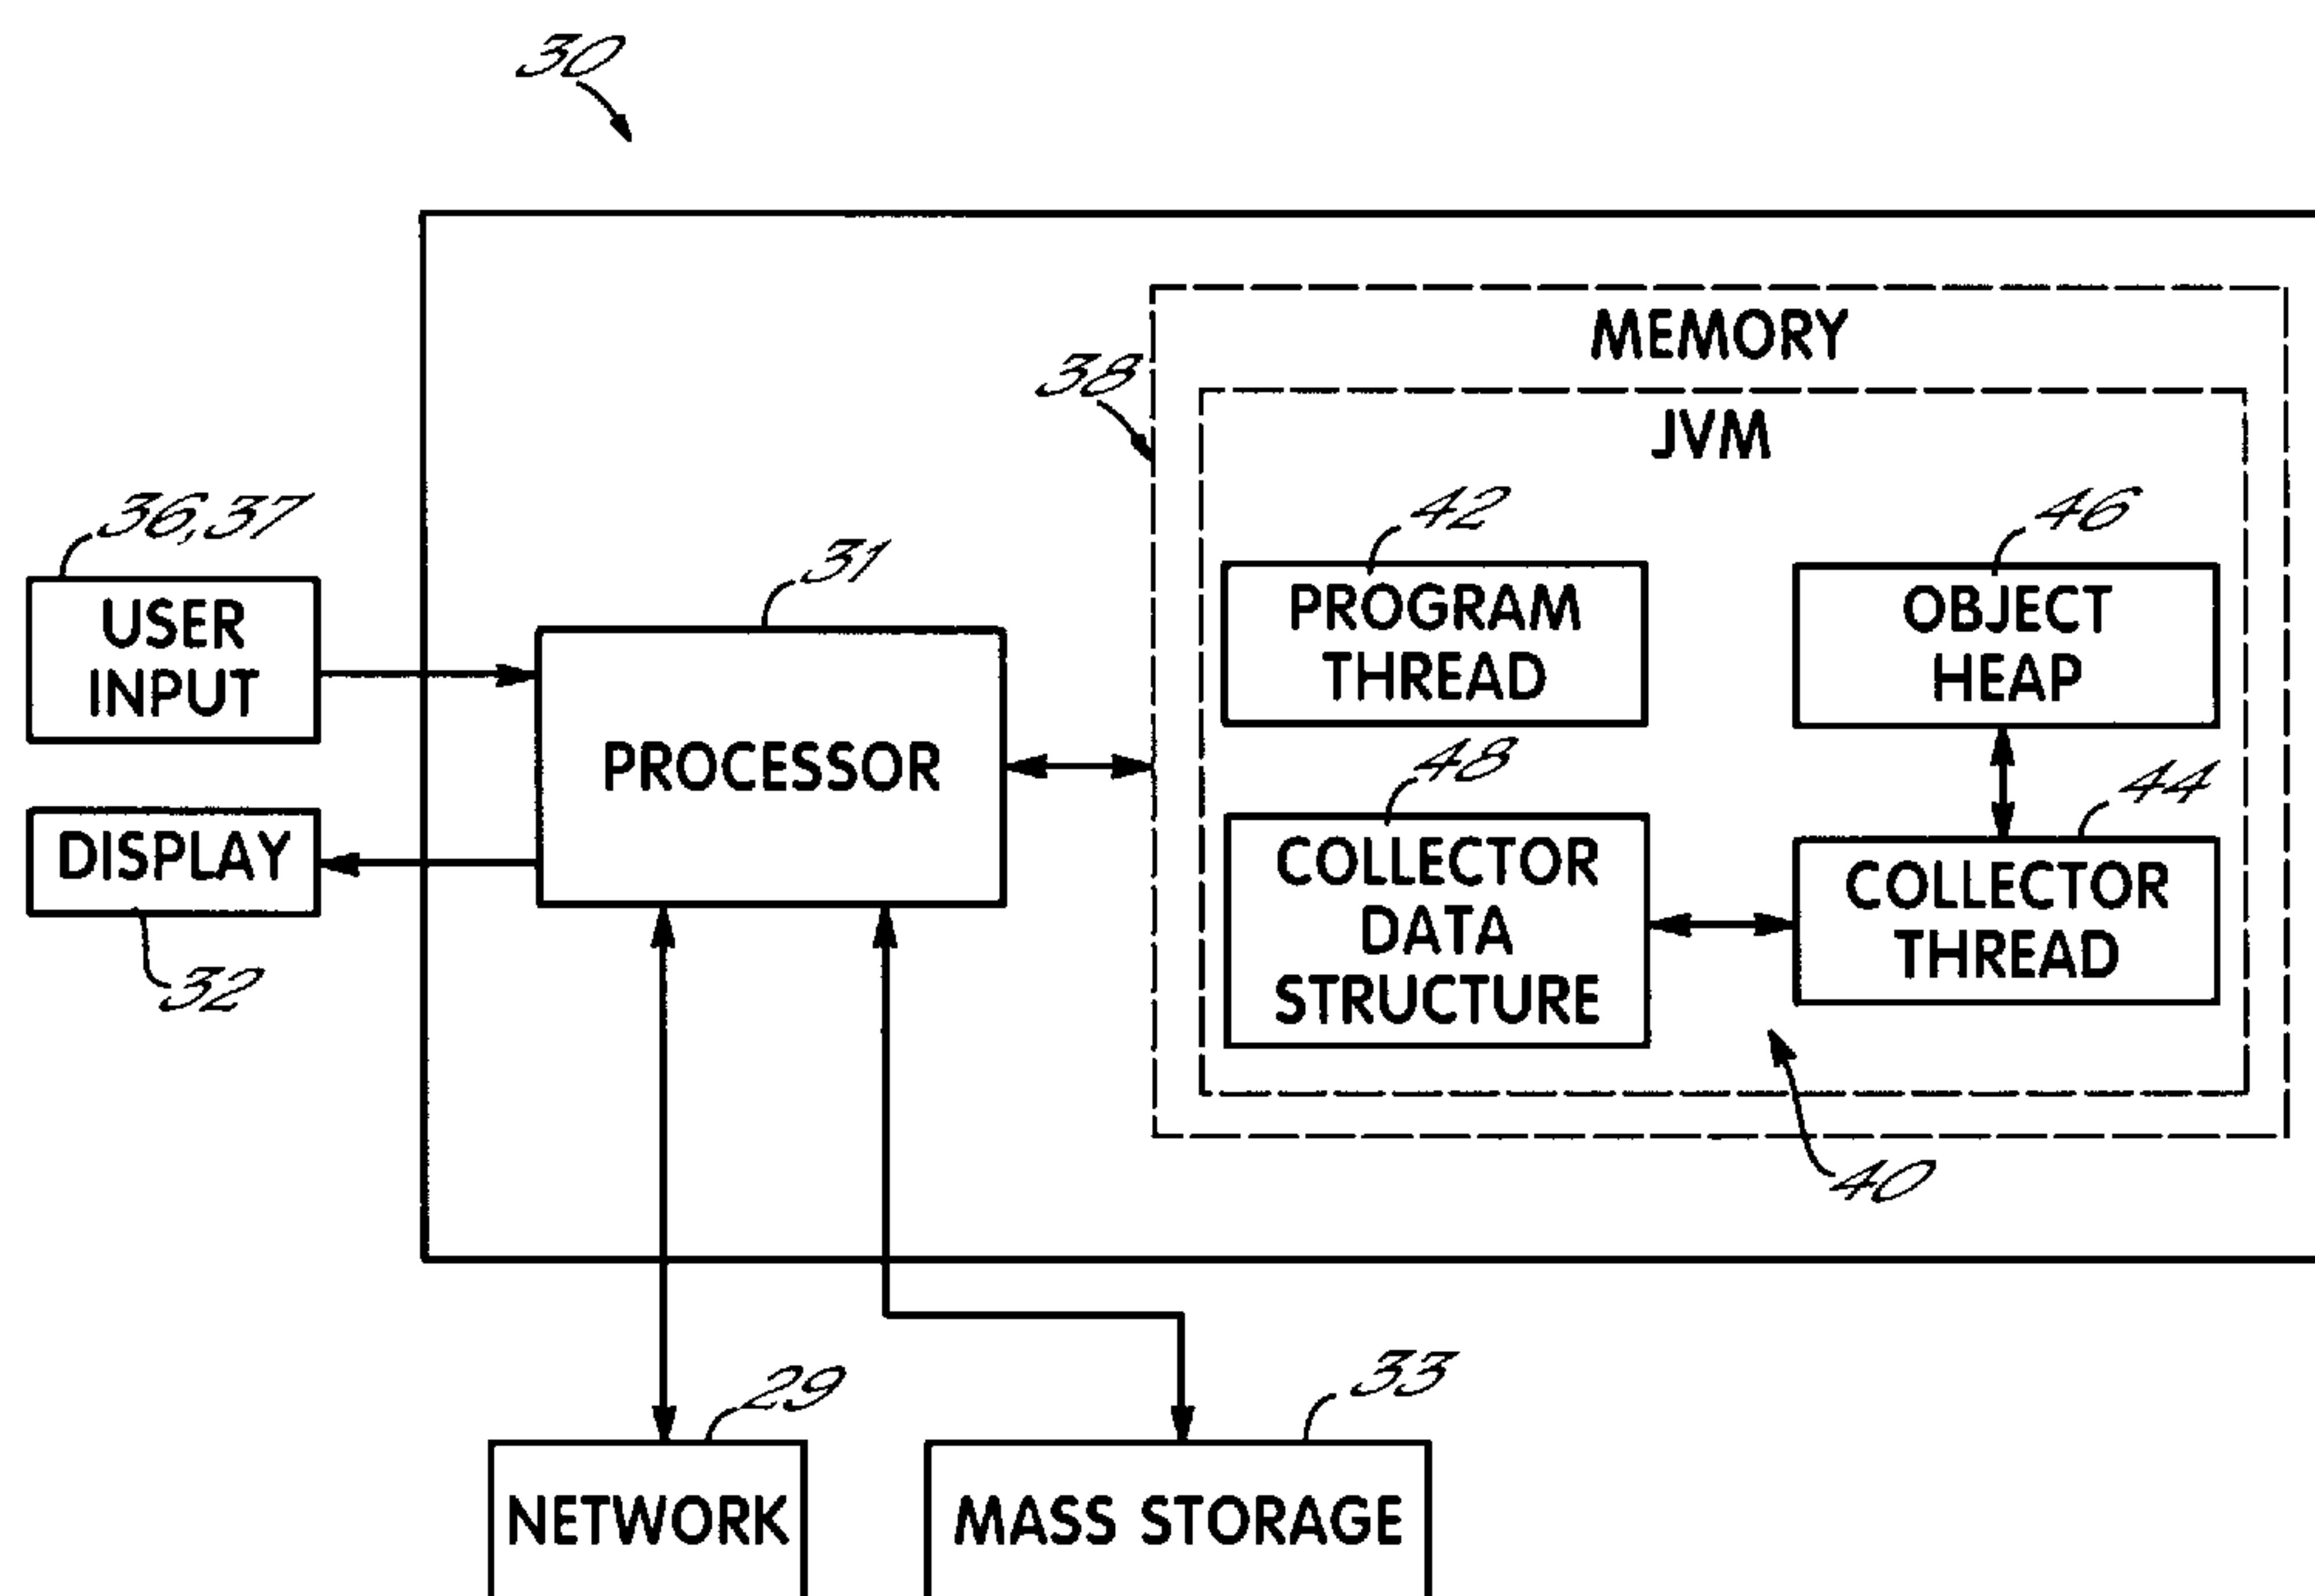 30
MEMORY
38
JVM
36,37
42
46
31
USER
INPUT
PROGRAM
THREAD
OBJECT
HEAP
PROCESSOR
48
44
DISPLAY
COLLECTOR
DATA
STRUCTURE
COLLECTOR
THREAD
32
40
29
33
NETWORK
MASS STORAGE